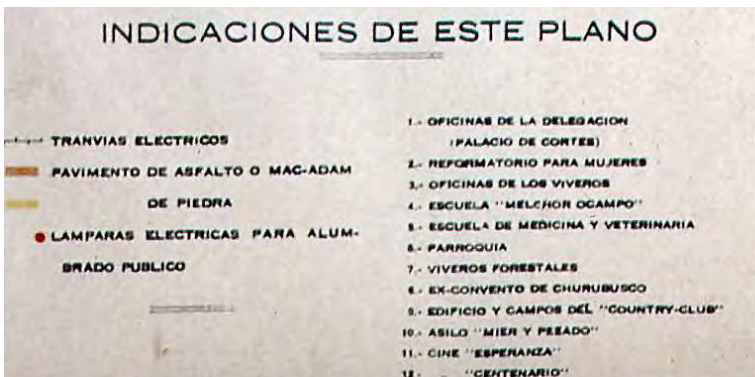 INDICACIONES DE ESTE PLANO
TRANVIAS ELECTRICOS
PAVIMENTO DE ASFALTO O MAC-ADAM
DE PIEDRA
LAMPARAS ELECTRICAS PARA ALUM-
BRADO PUBLICO
1.- OFICINAS DE LA DELEGACION
(PALACIO DE CORTES)
2.- REFORMATORIO PARA MUJERES
3.- OFICINAS DE LOS VIVEROS
4.- ESCUELA "MELCHOR OCAMPO"
5.- ESCUELA DE MEDICINA Y VETERINARIA
6.- PARROQUIA
7.- VIVEROS FORESTALES
8.- EX-CONVENTO DE CHURUBUSCO
9.- EDIFICIO Y CAMPOS DEL "COUNTRY-CLUB"
10.- ASILO "MIER Y PEZADO"
11.- CINE "ESPERANZA"
12.- "CENTENARIO"